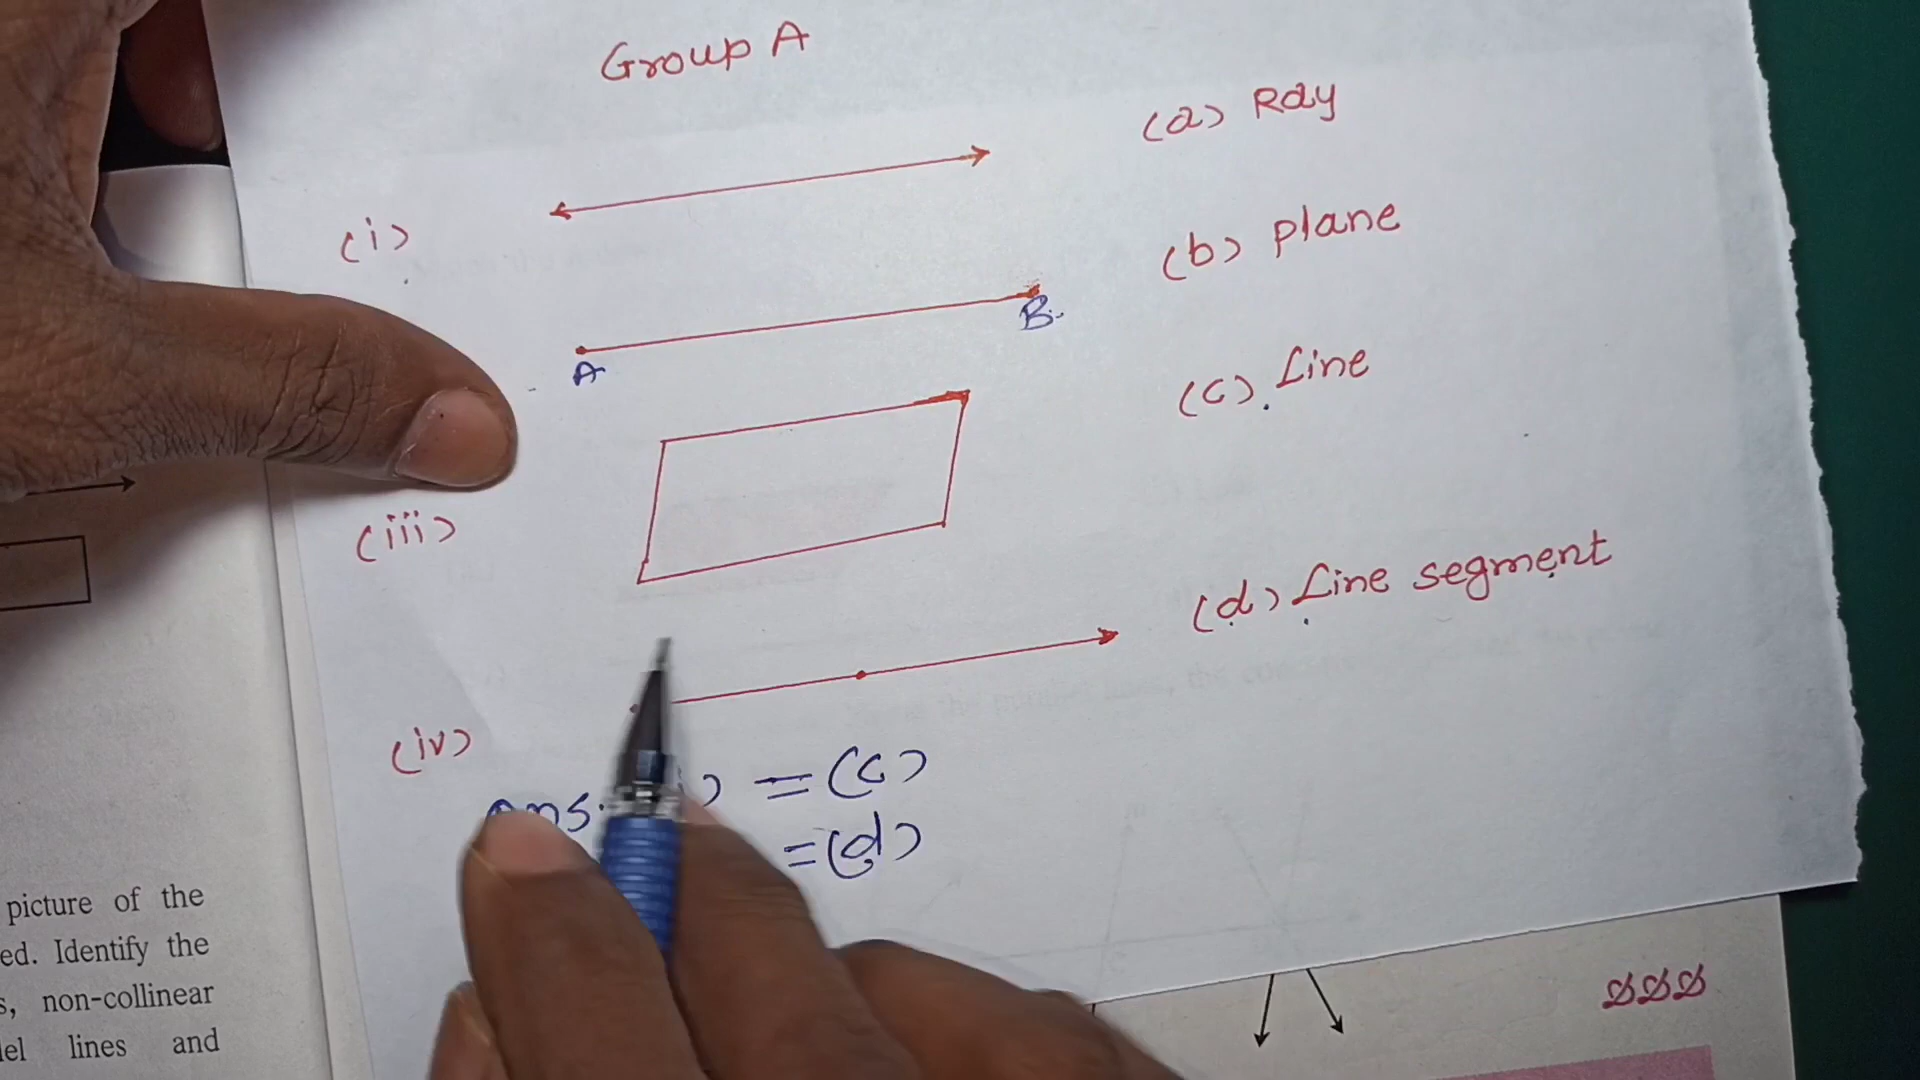 Group A
(a) Ray
(i)
(b) plane
A
B
(c) Line
(iii)
(d) Line segment
(iv)
ans. = (c)
= (d)
picture of the
ed. Identify the
s, non-collinear
lel lines and